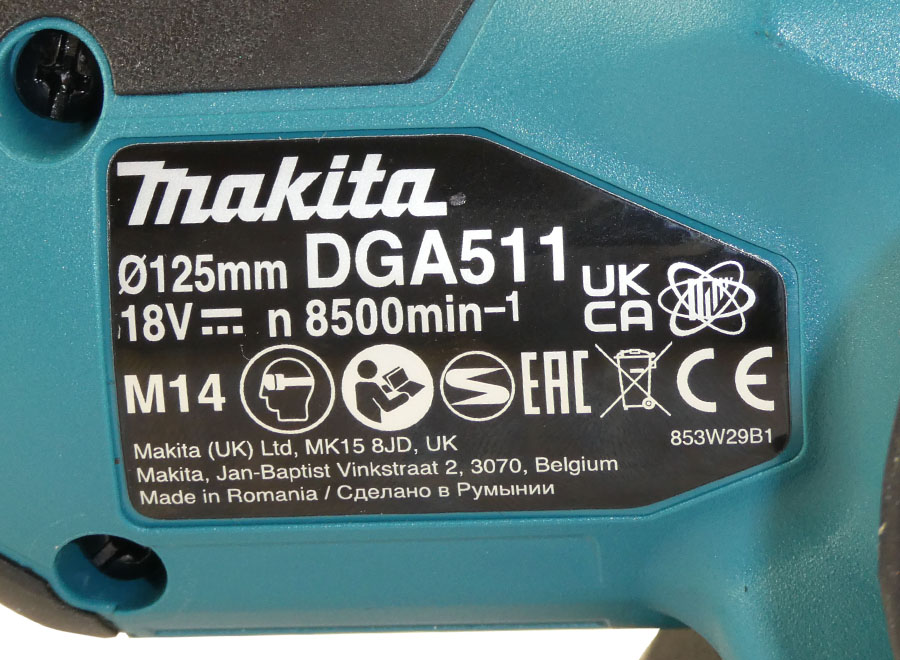 makita
Ø125mm DGA511
18V⎓ n 8500min⁻¹
UK
CA
M14
EAC
CE
853W29B1
Makita (UK) Ltd, MK15 8JD, UK
Makita, Jan-Baptist Vinkstraat 2, 3070, Belgium
Made in Romania / Сделано в Румынии